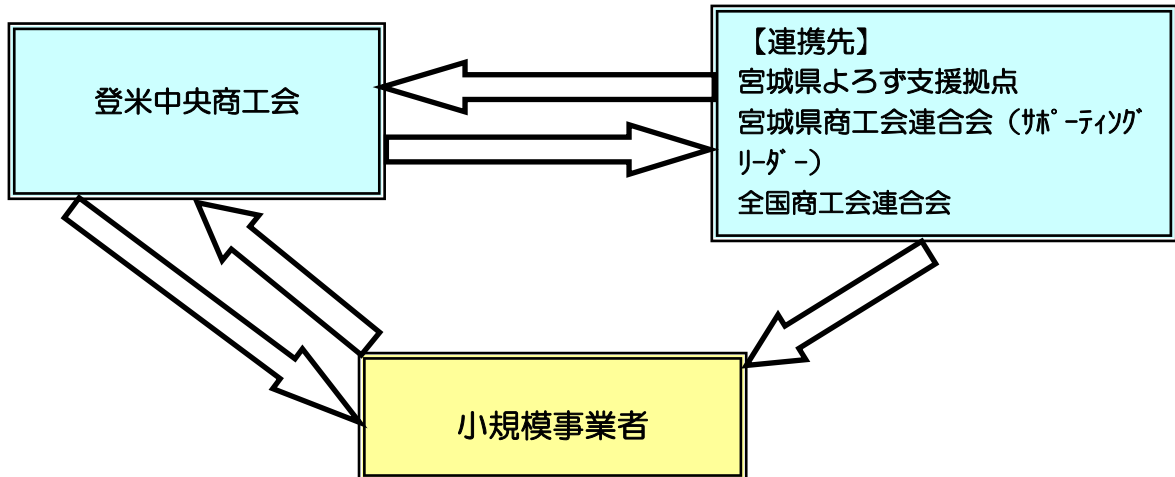 登米中央商工会
【連携先】
宮城県よろず支援拠点
宮城県商工会連合会（ｻﾎﾟｰﾃｨﾝｸﾞ
ﾘｰﾀﾞｰ）
全国商工会連合会
小規模事業者